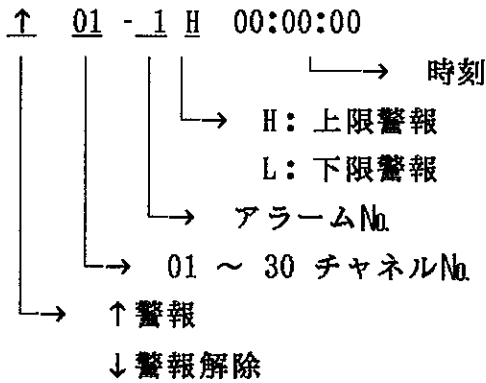 ↑ 01 - 1 H 00:00:00
時刻
H: 上限警報
L: 下限警報
アラームNo.
01 ～ 30 チャネルNo.
↑警報
↓警報解除